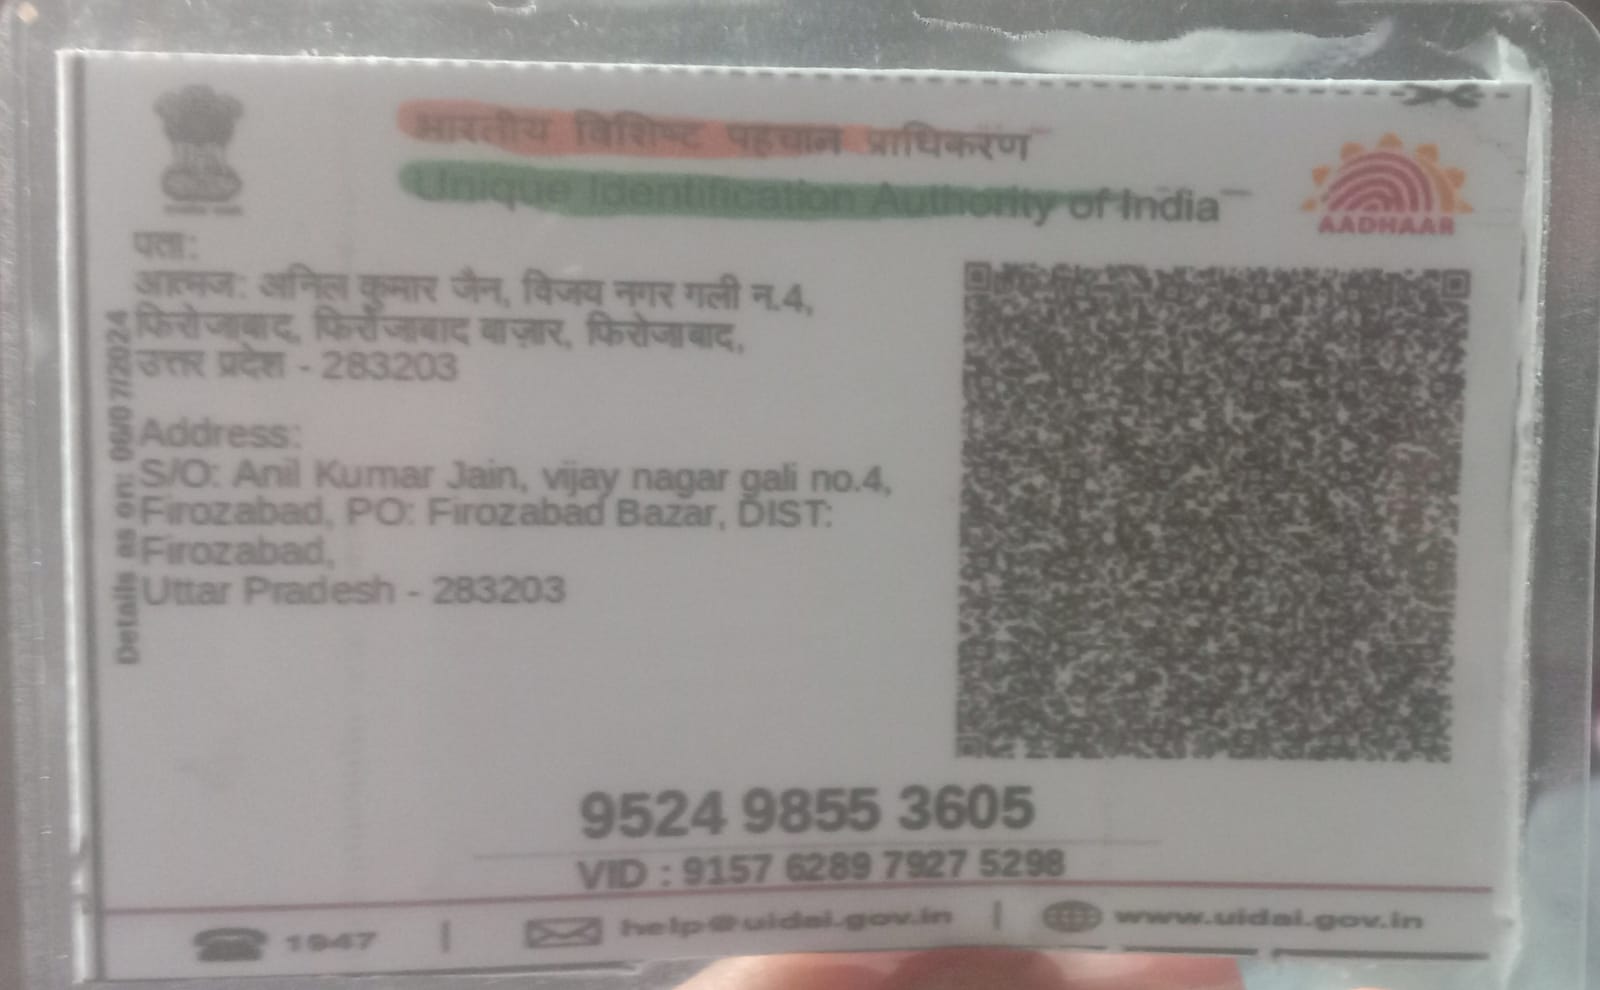 भारतीय विशिष्ट पहचान प्राधिकरण
Unique Identification Authority of India
AADHAAR
पता:
आत्मज: अनिल कुमार जैन, विजय नगर गली न.4,
फिरोजाबाद, फिरोजाबाद बाज़ार, फिरोजाबाद,
उत्तर प्रदेश - 283203
Address:
S/O: Anil Kumar Jain, vijay nagar gali no.4,
Firozabad, PO: Firozabad Bazar, DIST:
Firozabad,
Uttar Pradesh - 283203
Details as on: 06/07/2024
9524 9855 3605
VID : 9157 6289 7927 5298
1947 | help@uidai.gov.in | www.uidai.gov.in